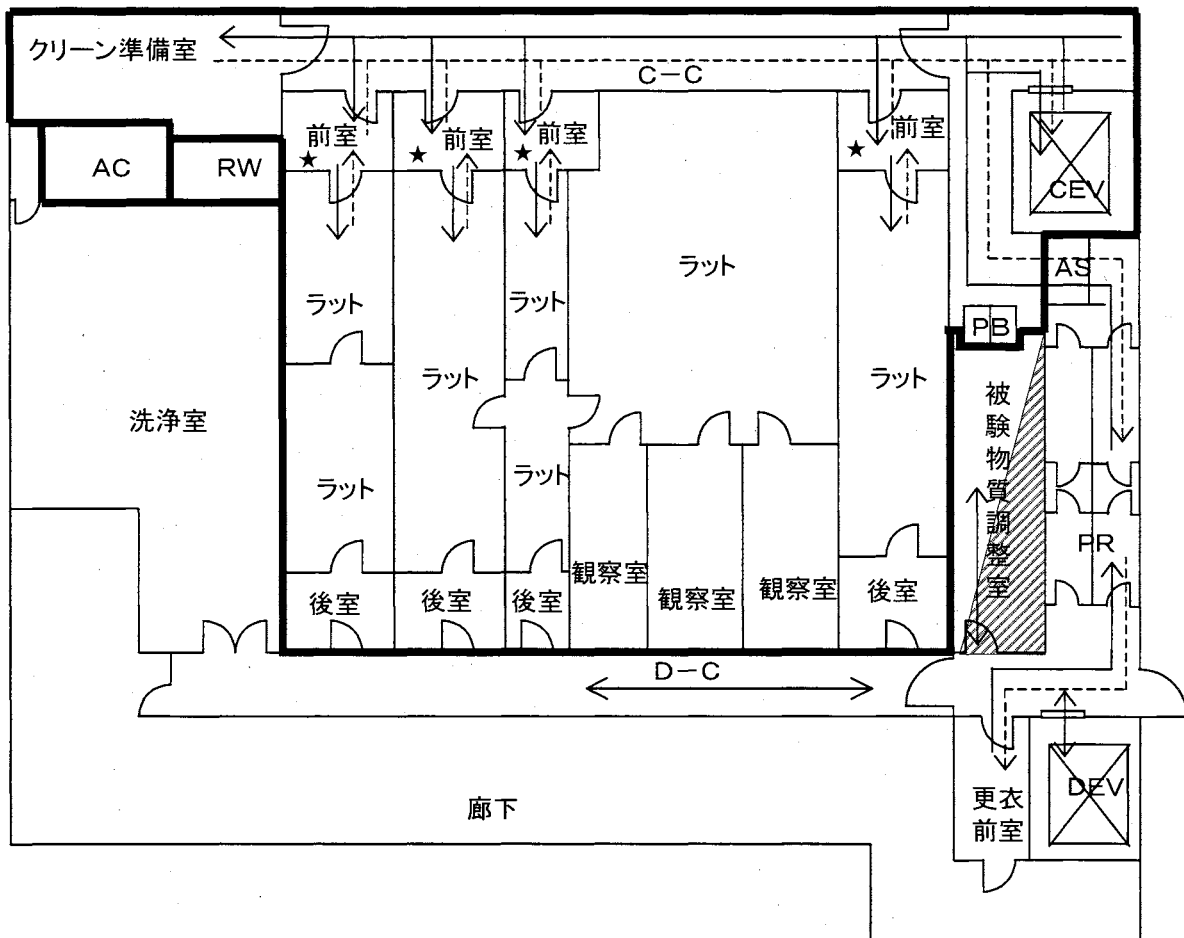 クリーン準備室
C-C
前室
前室
前室
前室
★
★
★
★
AC
RW
CEV
ラット
ラット
ラット
ラット
AS
PB
ラット
ラット
洗浄室
被験物質調整室
ラット
ラット
PR
観察室
観察室
観察室
後室
後室
後室
後室
D-C
DEV
更衣
前室
廊下